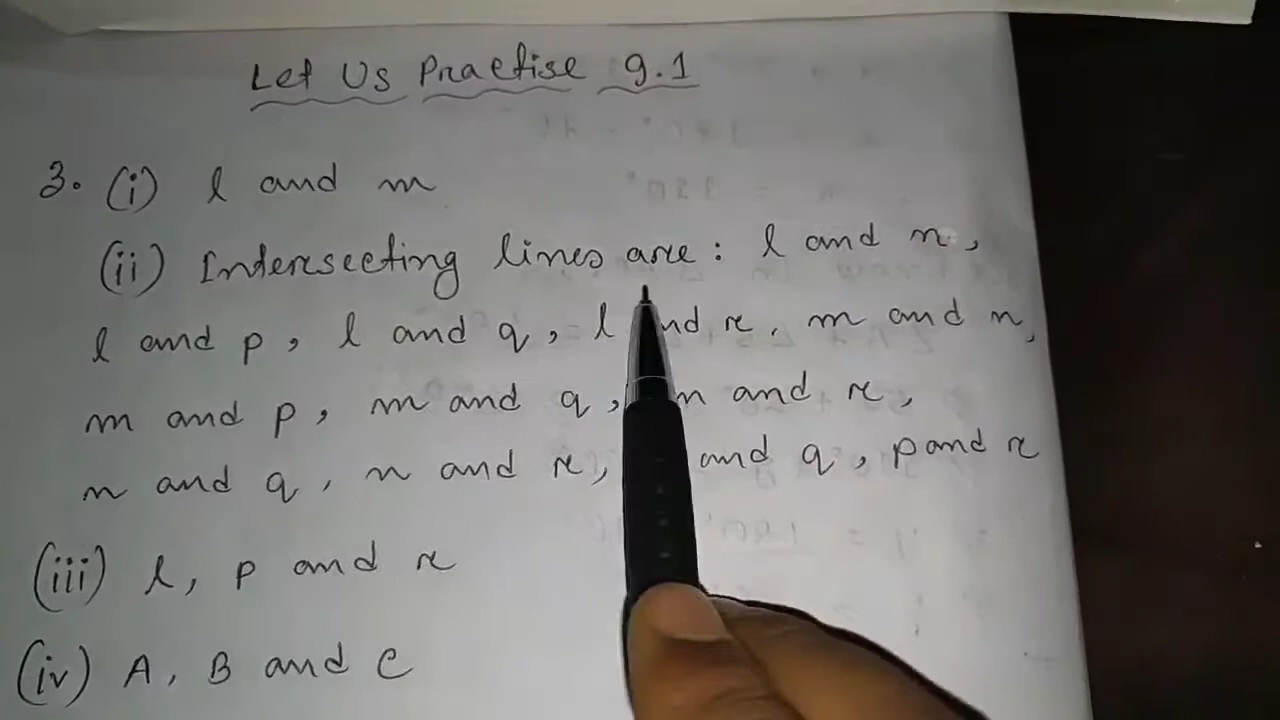 Let Us Practise 9.1
3. (i) l and m
(ii) Intersecting lines are : l and n,
l and p, l and q, l and r, m and n,
m and p, m and q, m and r,
n and q, n and r, and q, p and r
(iii) l, p and r
(iv) A, B and C